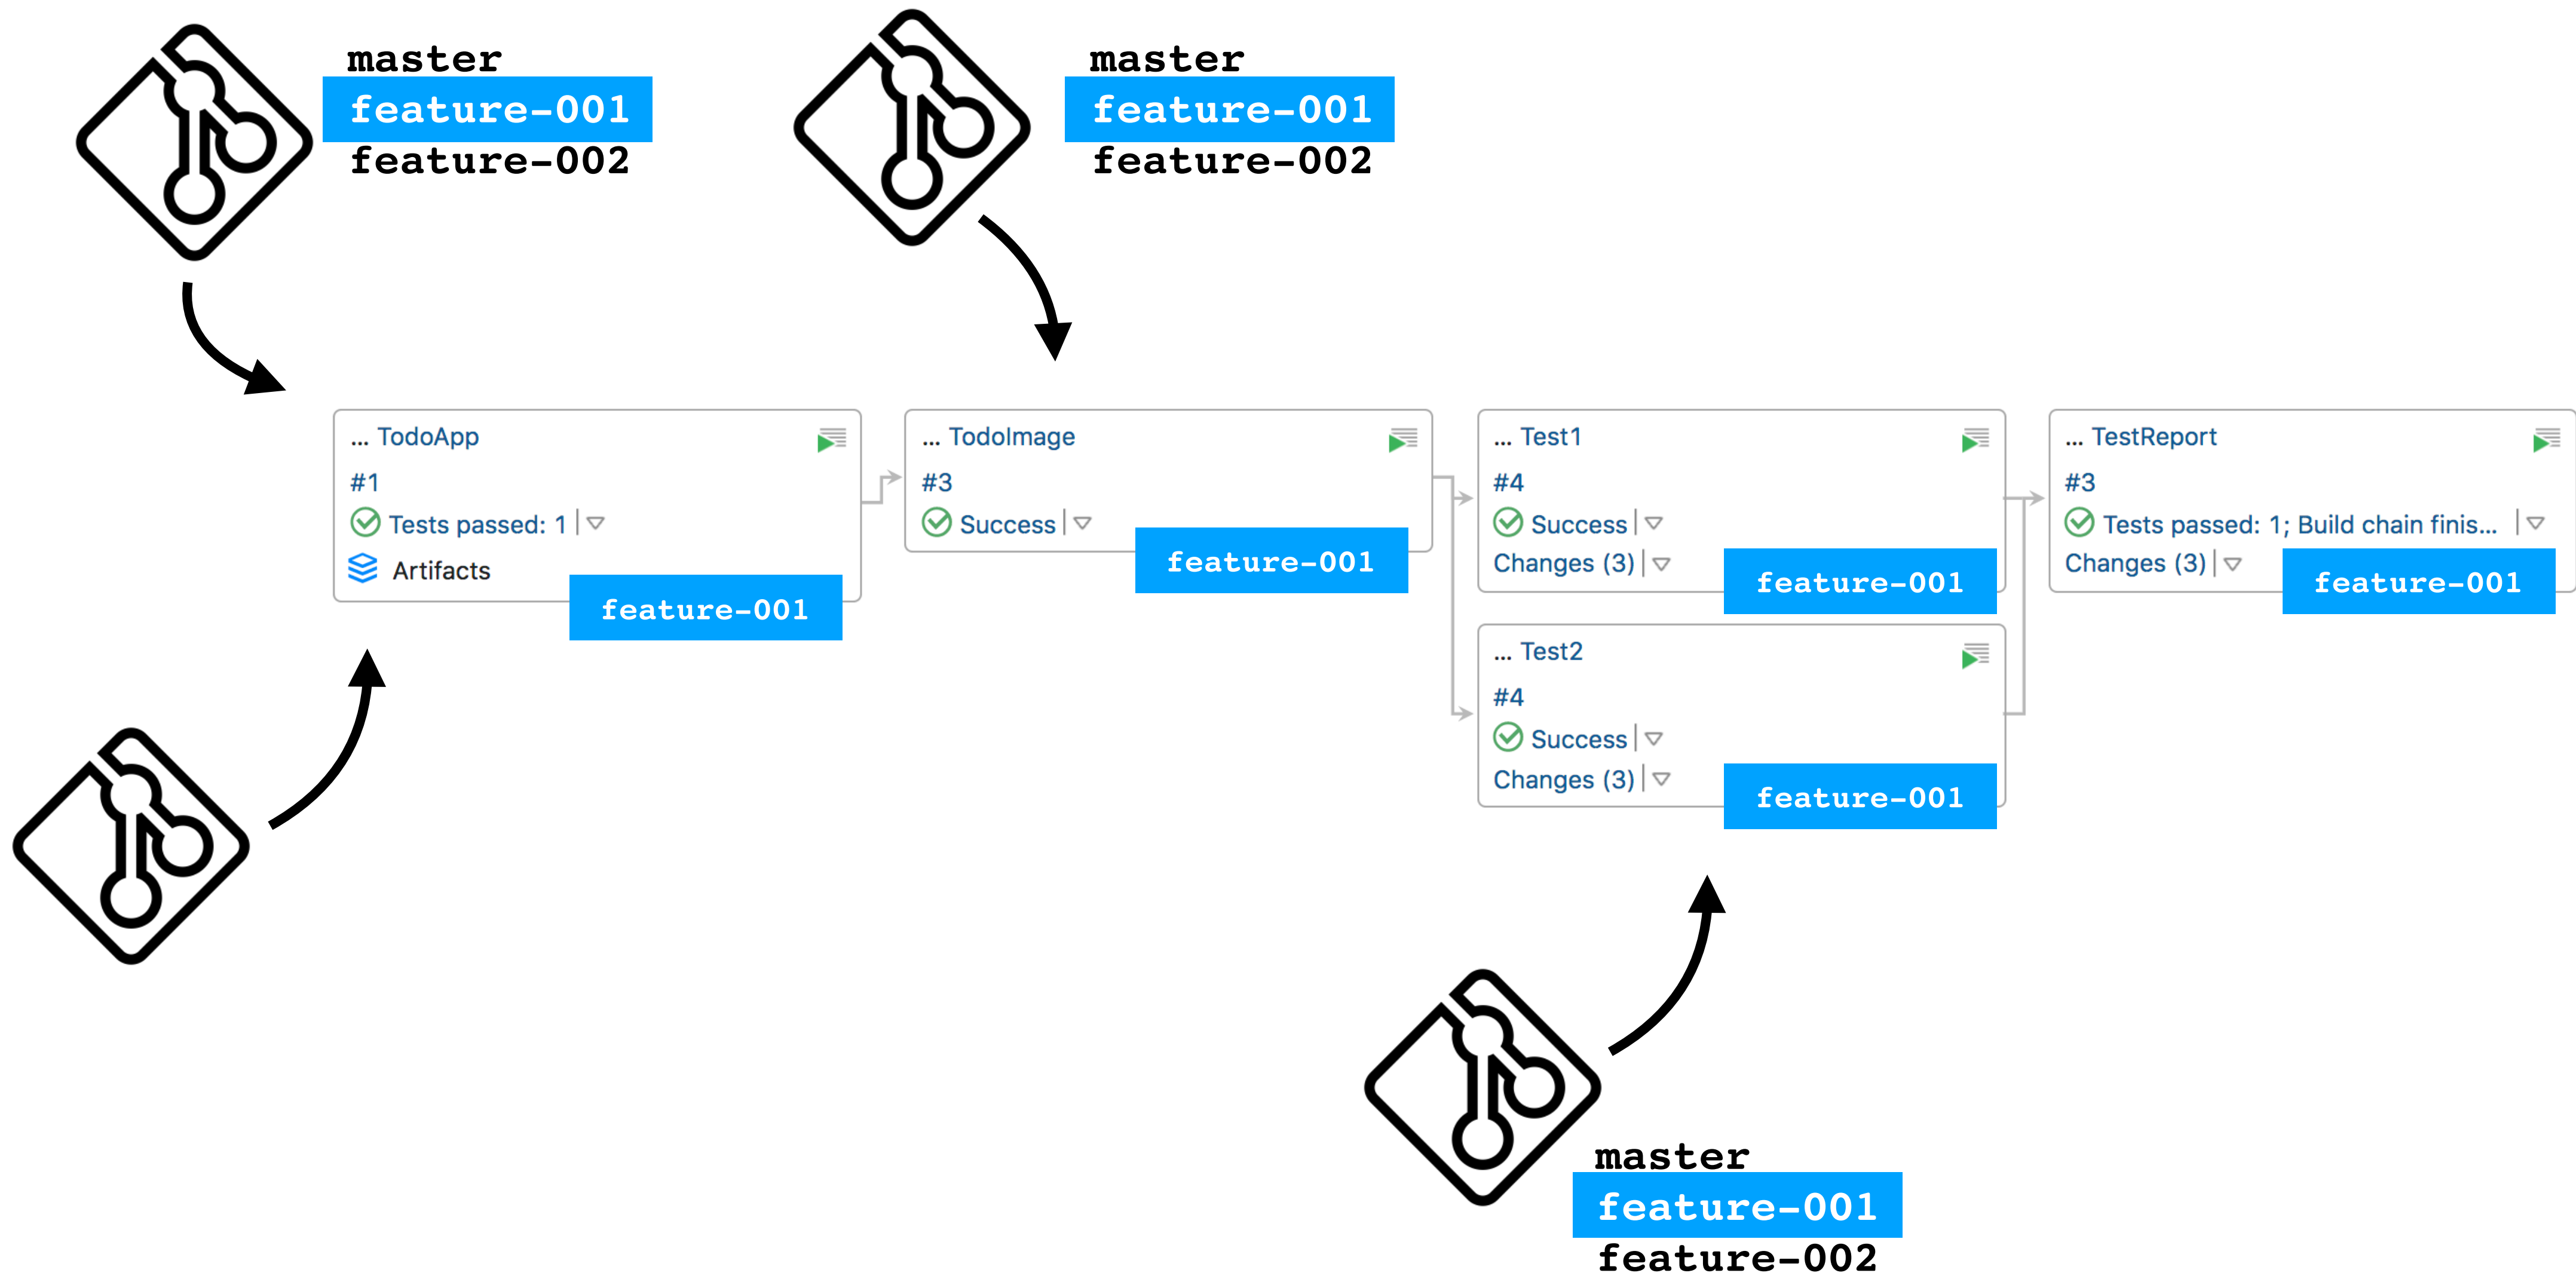 master
feature-001
feature-002
master
feature-001
feature-002
... TodoApp
#1
Tests passed: 1
Artifacts
feature-001
... TodoImage
#3
Success
feature-001
... Test1
#4
Success
Changes (3)
feature-001
... Test2
#4
Success
Changes (3)
feature-001
... TestReport
#3
Tests passed: 1; Build chain finis...
Changes (3)
feature-001
master
feature-001
feature-002